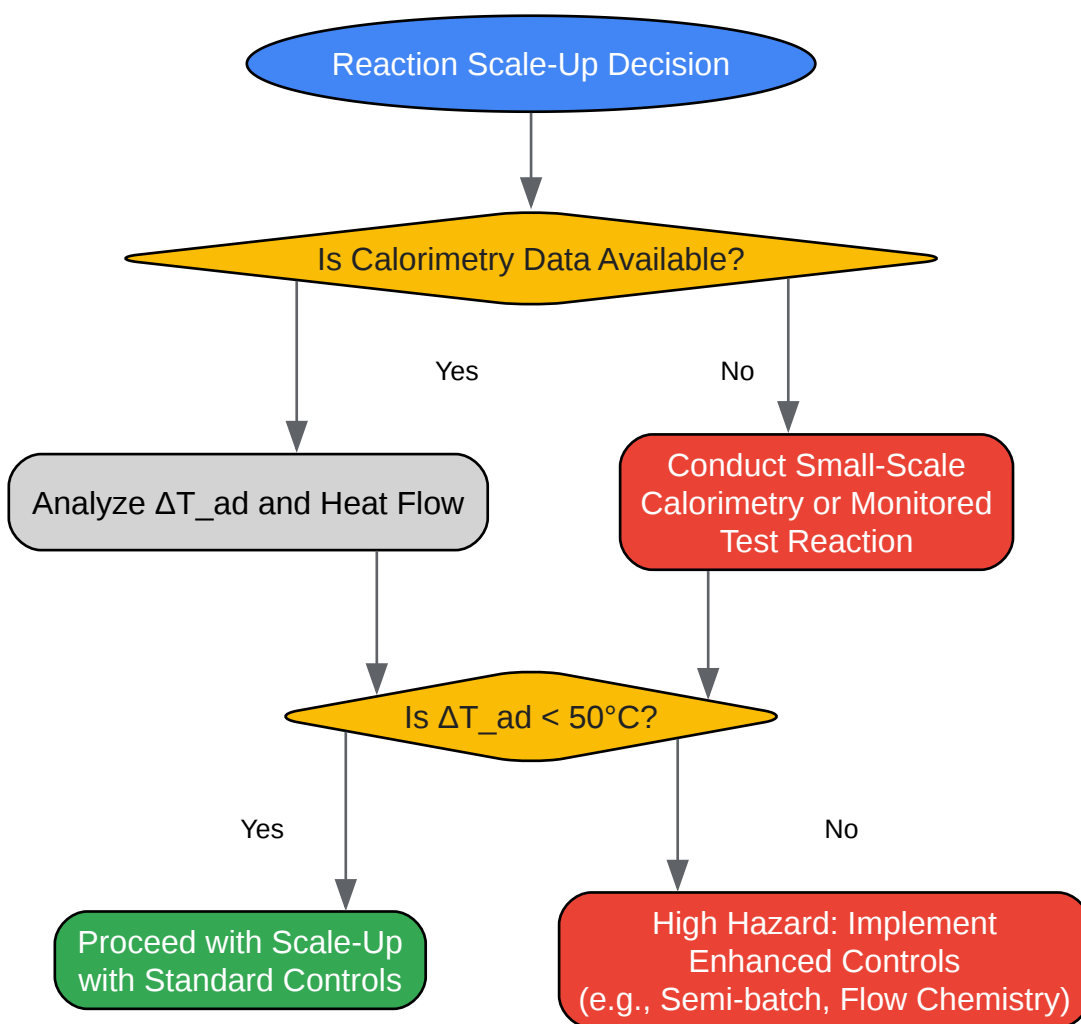 Reaction Scale-Up Decision
Is Calorimetry Data Available?
Yes
No
Analyze ΔT_ad and Heat Flow
Conduct Small-Scale
Calorimetry or Monitored
Test Reaction
Is ΔT_ad < 50°C?
Yes
No
Proceed with Scale-Up
with Standard Controls
High Hazard: Implement
Enhanced Controls
(e.g., Semi-batch, Flow Chemistry)